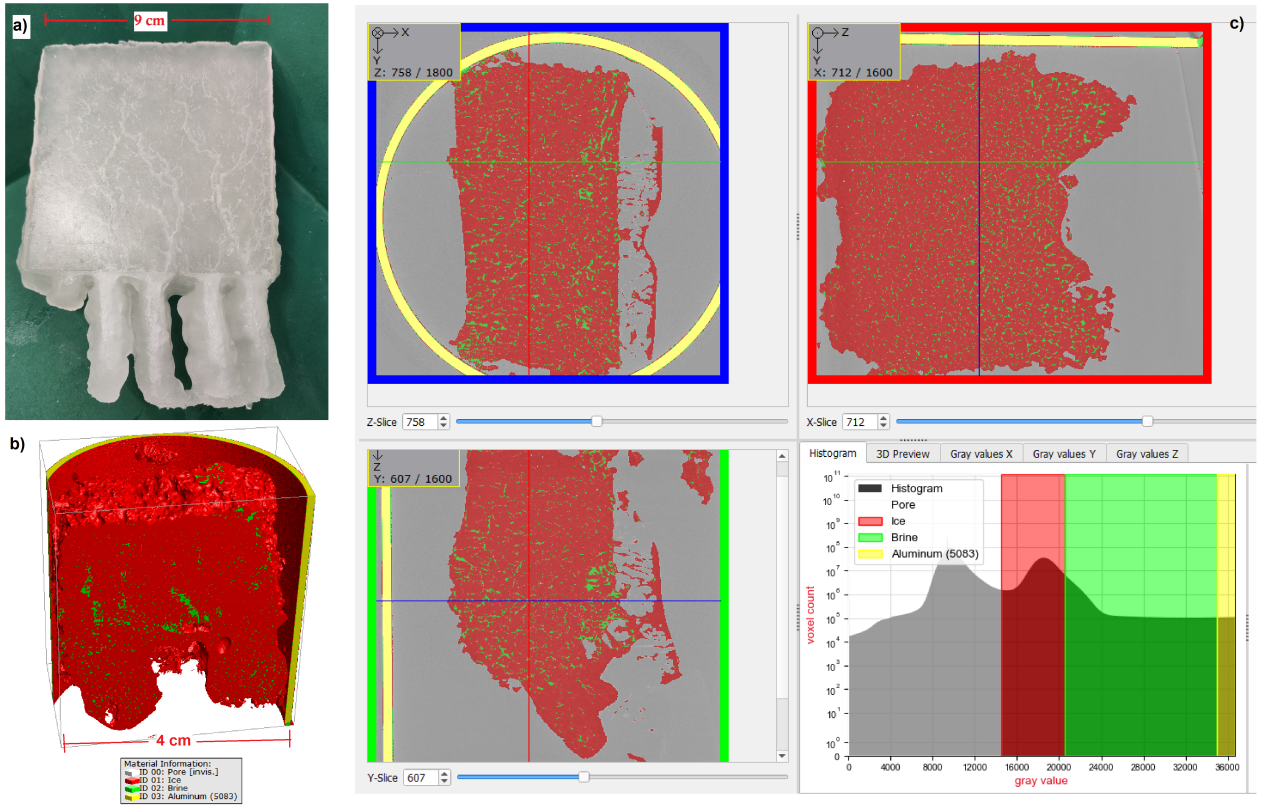 a)
9 cm
b)
4 cm
Material Information:
ID 00: Pore [invis.]
ID 01: Ice
ID 02: Brine
ID 03: Aluminum (5083)
c)
X
Y
Z: 758 / 1800
Z-Slice 758
Z
Y
X: 712 / 1600
X-Slice 712
Z
Y: 607 / 1600
Y-Slice 607
Histogram 3D Preview Gray values X Gray values Y Gray values Z
Histogram
Pore
Ice
Brine
Aluminum (5083)
voxel count
10¹¹
10¹⁰
10⁹
10⁸
10⁷
10⁶
10⁵
10⁴
10³
10²
10¹
10⁰
0
0 4000 8000 12000 16000 20000 24000 28000 32000 36000
gray value